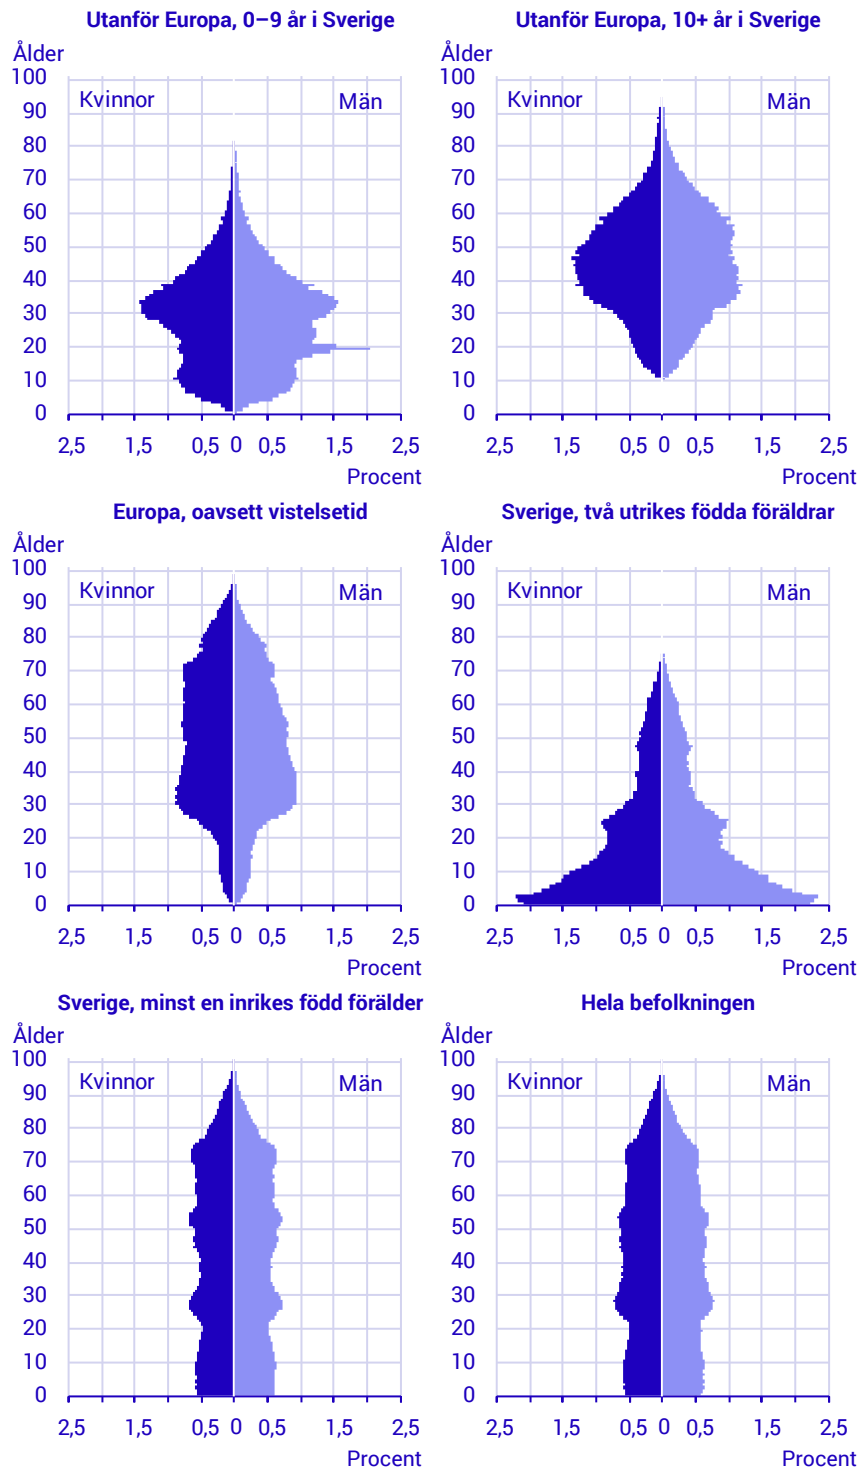 Utanför Europa, 0–9 år i Sverige
Ålder
100
90
80
70
60
50
40
30
20
10
0
Kvinnor Män
2,5 1,5 0,5 0 0,5 1,5 2,5
Procent
Utanför Europa, 10+ år i Sverige
Ålder
100
90
80
70
60
50
40
30
20
10
0
Kvinnor Män
2,5 1,5 0,5 0 0,5 1,5 2,5
Procent
Europa, oavsett vistelsetid
Ålder
100
90
80
70
60
50
40
30
20
10
0
Kvinnor Män
2,5 1,5 0,5 0 0,5 1,5 2,5
Procent
Sverige, två utrikes födda föräldrar
Ålder
100
90
80
70
60
50
40
30
20
10
0
Kvinnor Män
2,5 1,5 0,5 0 0,5 1,5 2,5
Procent
Sverige, minst en inrikes född förälder
Ålder
100
90
80
70
60
50
40
30
20
10
0
Kvinnor Män
2,5 1,5 0,5 0 0,5 1,5 2,5
Procent
Hela befolkningen
Ålder
100
90
80
70
60
50
40
30
20
10
0
Kvinnor Män
2,5 1,5 0,5 0 0,5 1,5 2,5
Procent